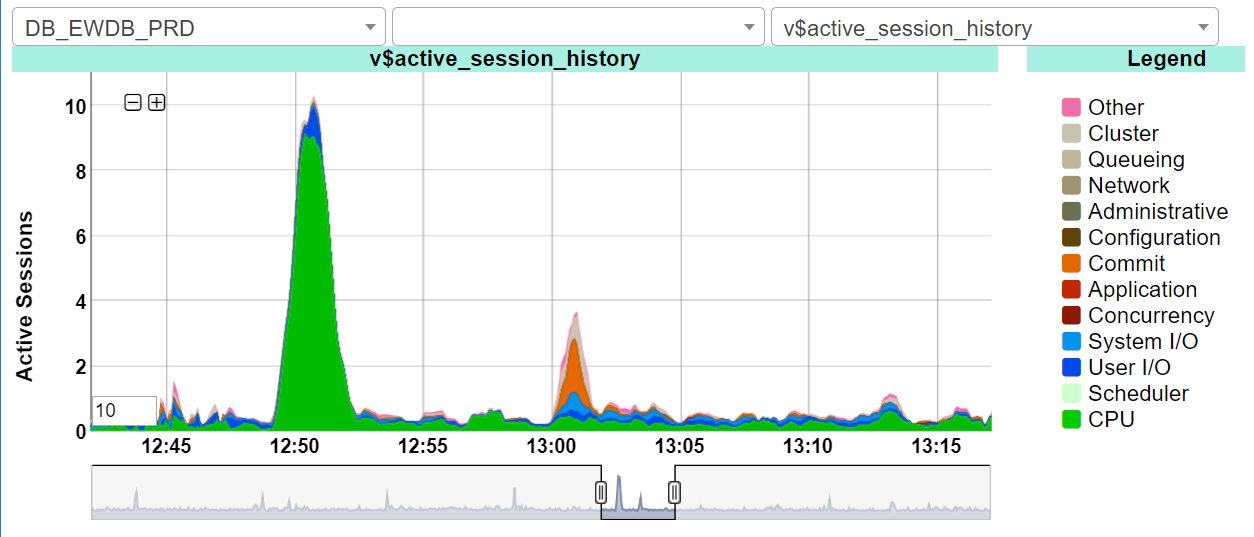 DB_EWDB_PRD
v$active_session_history
v$active_session_history
Legend
Active Sessions
10
8
6
4
2
0
10
12:45
12:50
12:55
13:00
13:05
13:10
13:15
Other
Cluster
Queueing
Network
Administrative
Configuration
Commit
Application
Concurrency
System I/O
User I/O
Scheduler
CPU